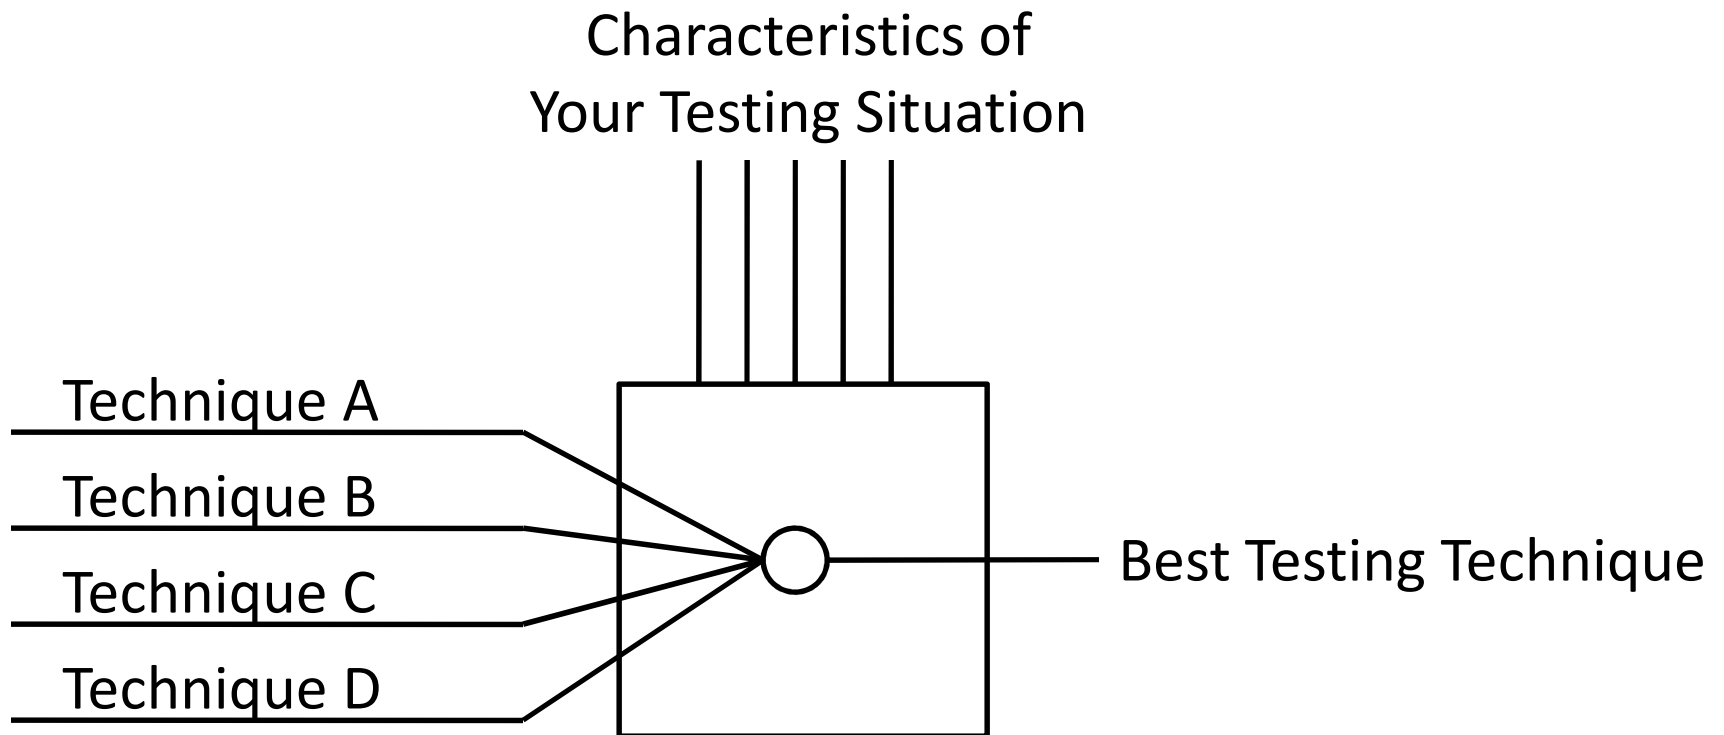 Characteristics of
Your Testing Situation
Technique A
Technique B
Technique C
Technique D
Best Testing Technique